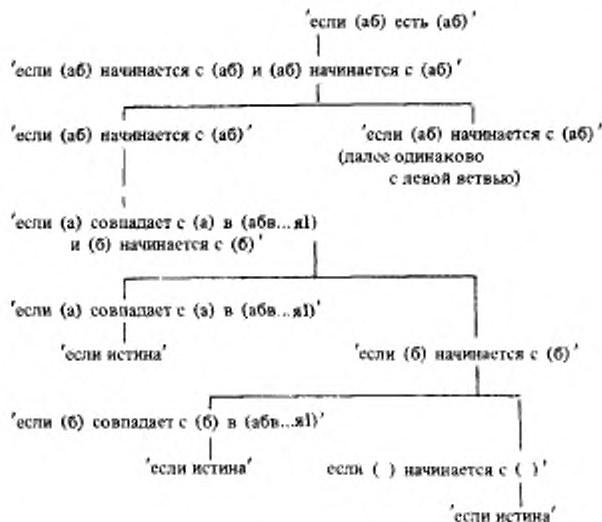 'если (аб) есть (аб)'
'если (аб) начинается с (аб) и (аб) начинается с (аб)'
'если (аб) начинается с (аб)' 'если (аб) начинается с (аб)'
(далее одинаково
с левой ветвью)
'если (а) совпадает с (а) в (абв...я1)
и (б) начинается с (б)'
'если (а) совпадает с (а) в (абв...я1)'
'если истина' 'если (б) начинается с (б)'
'если (б) совпадает с (б) в (абв...я1)'
'если истина' если ( ) начинается с ( )'
'если истина'